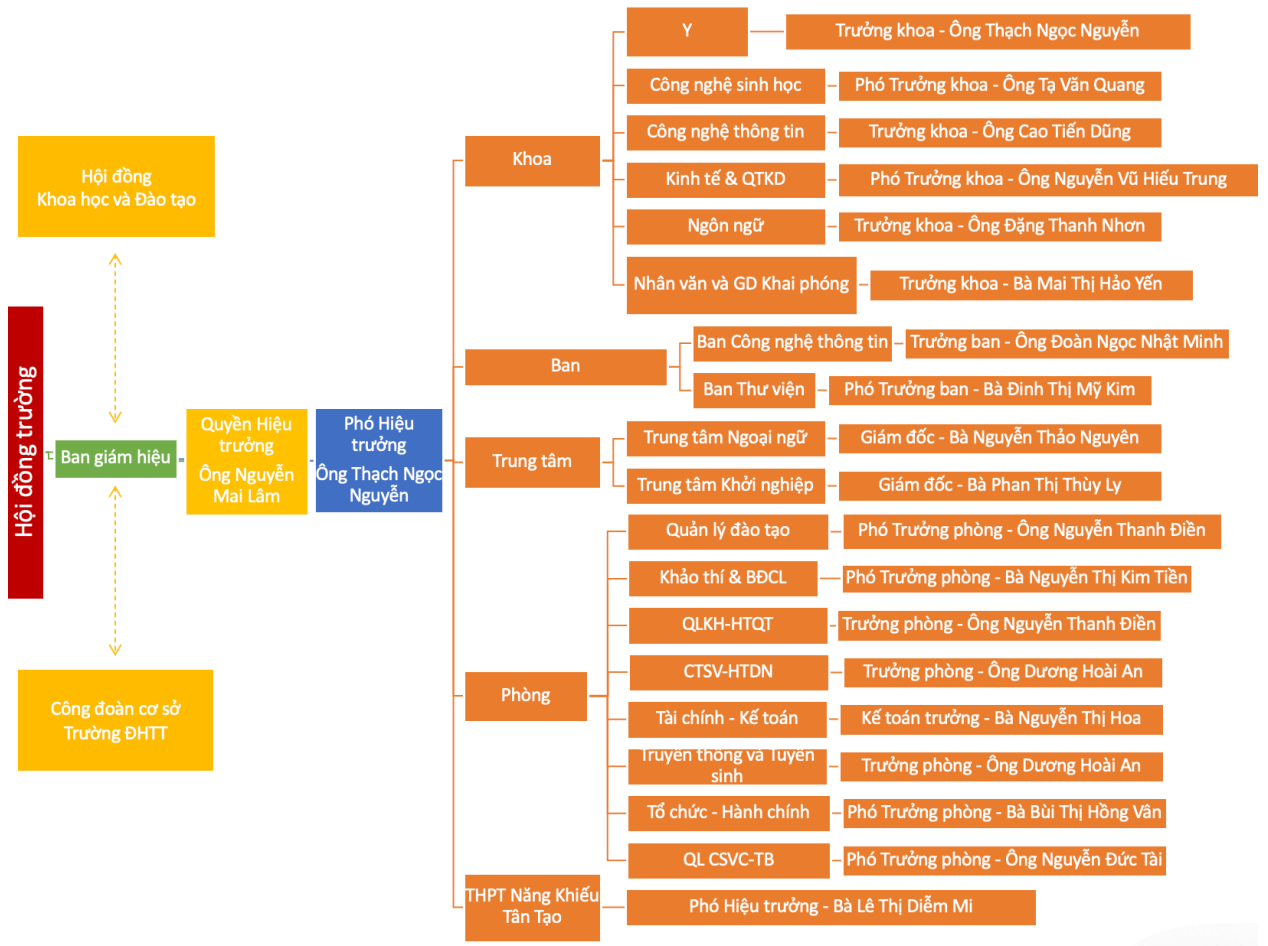 Hội đồng trường
Hội đồng
Khoa học và Đào tạo
Ban giám hiệu
Công đoàn cơ sở
Trường ĐHTT
Quyền Hiệu
trưởng
Ông Nguyễn
Mai Lâm
Phó Hiệu
trưởng
Ông Thạch Ngọc
Nguyễn
Khoa
Y
Trưởng khoa - Ông Thạch Ngọc Nguyễn
Công nghệ sinh học
Phó Trưởng khoa - Ông Tạ Văn Quang
Công nghệ thông tin
Trưởng khoa - Ông Cao Tiến Dũng
Kinh tế & QTKD
Phó Trưởng khoa - Ông Nguyễn Vũ Hiếu Trung
Ngôn ngữ
Trưởng khoa - Ông Đặng Thanh Nhơn
Nhân văn và GD Khai phóng
Trưởng khoa - Bà Mai Thị Hảo Yến
Ban
Ban Công nghệ thông tin
Trưởng ban - Ông Đoàn Ngọc Nhật Minh
Ban Thư viện
Phó Trưởng ban - Bà Đinh Thị Mỹ Kim
Trung tâm
Trung tâm Ngoại ngữ
Giám đốc - Bà Nguyễn Thảo Nguyên
Trung tâm Khởi nghiệp
Giám đốc - Bà Phan Thị Thùy Ly
Phòng
Quản lý đào tạo
Phó Trưởng phòng - Ông Nguyễn Thanh Điền
Khảo thí & BĐCL
Phó Trưởng phòng - Bà Nguyễn Thị Kim Tiền
QLKH-HTQT
Trưởng phòng - Ông Nguyễn Thanh Điền
CTSV-HTDN
Trưởng phòng - Ông Dương Hoài An
Tài chính - Kế toán
Kế toán trưởng - Bà Nguyễn Thị Hoa
Truyền thông và Tuyển
sinh
Trưởng phòng - Ông Dương Hoài An
Tổ chức - Hành chính
Phó Trưởng phòng - Bà Bùi Thị Hồng Vân
QL CSVC-TB
Phó Trưởng phòng - Ông Nguyễn Đức Tài
THPT Năng Khiếu
Tân Tạo
Phó Hiệu trưởng - Bà Lê Thị Diễm Mi